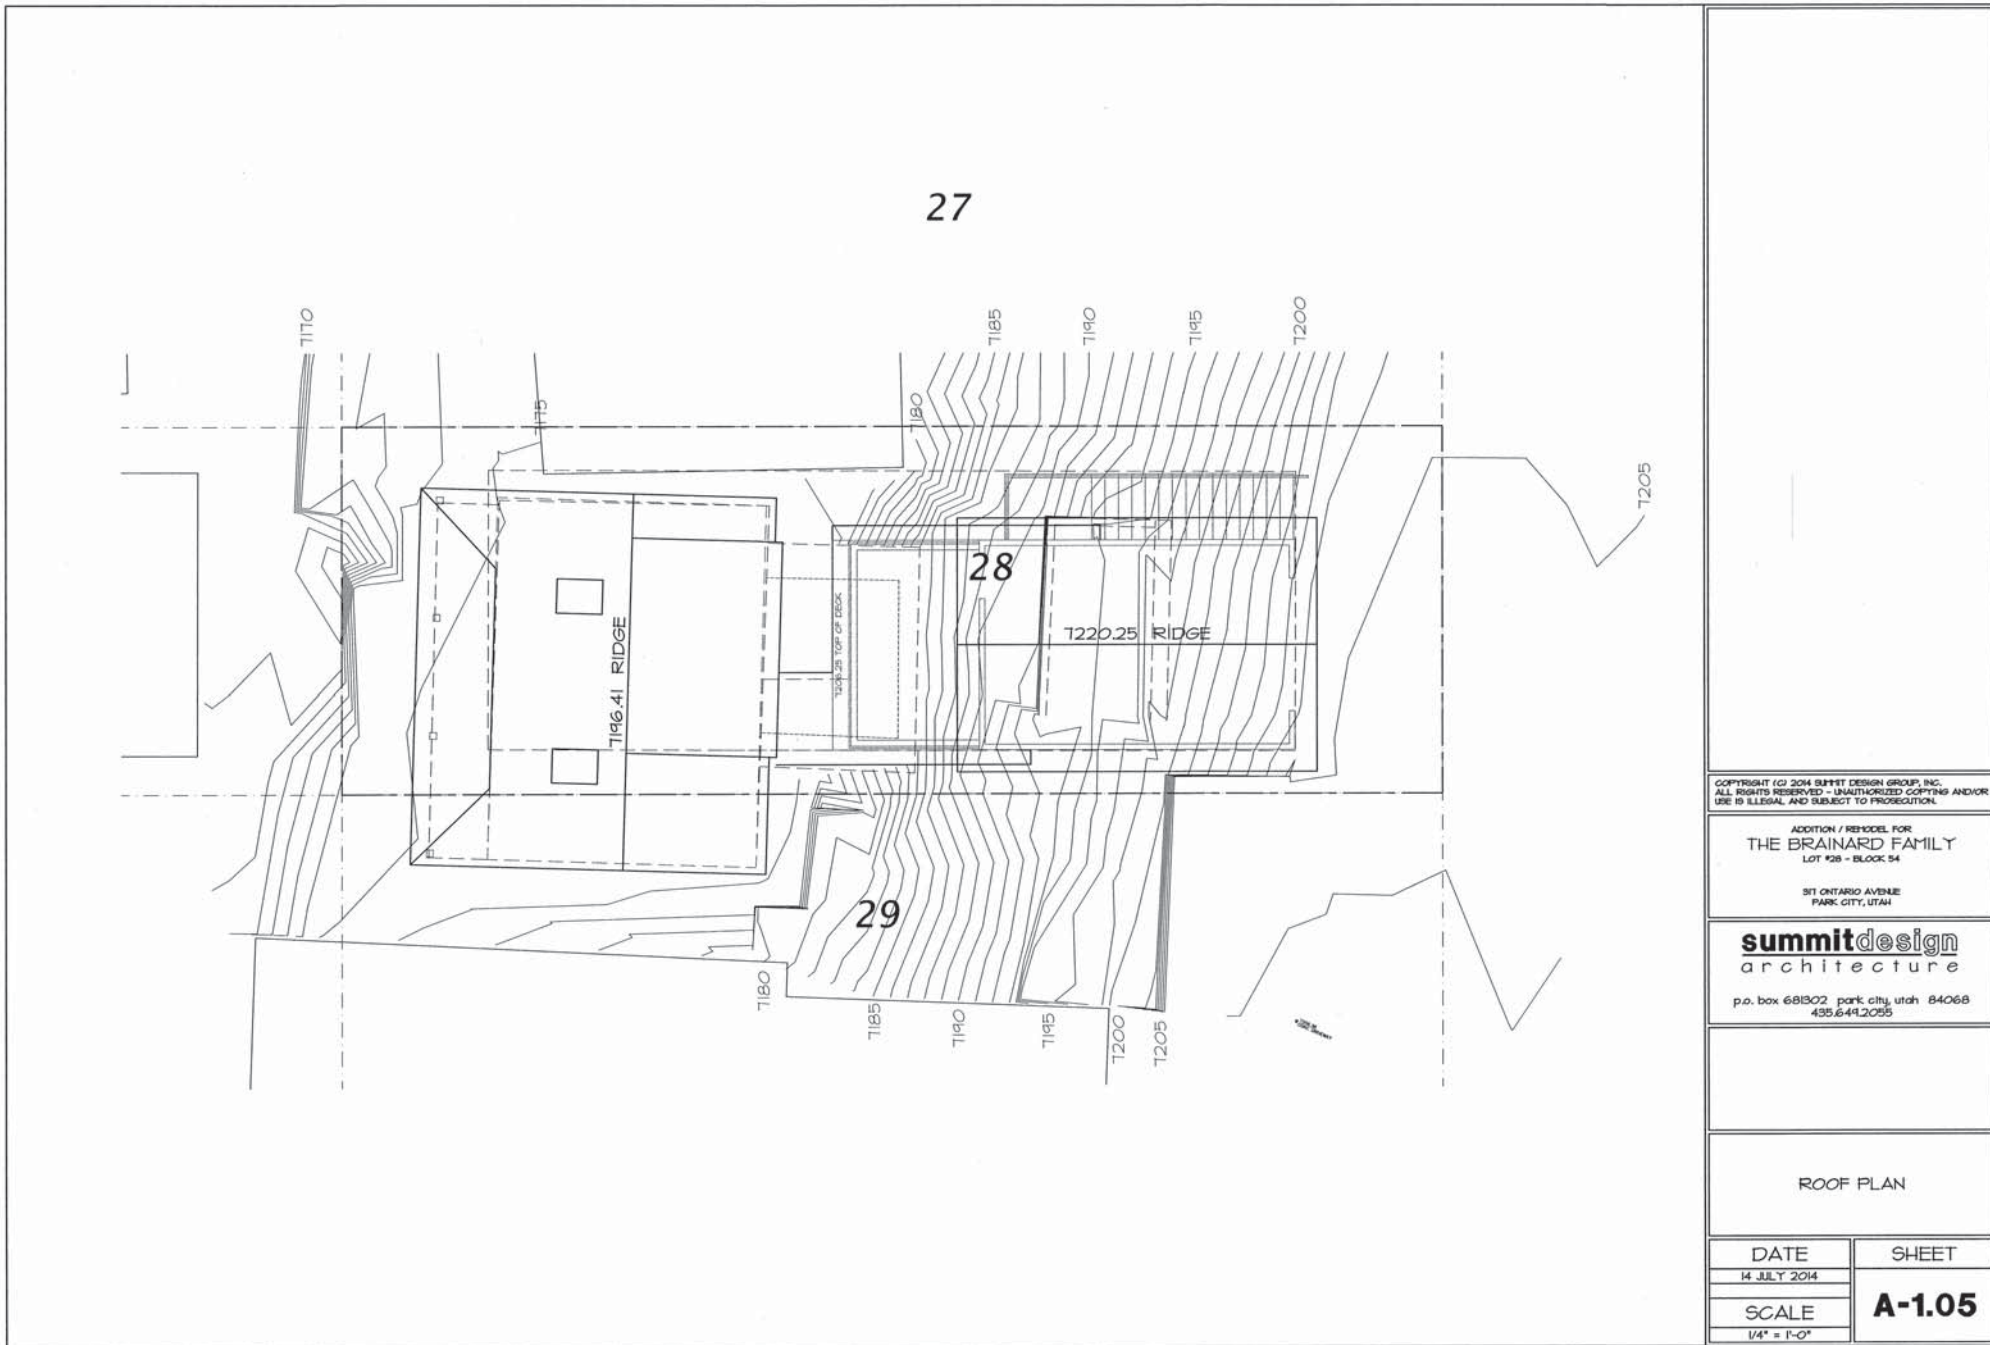 27
7170
7185
7190
7195
7200
7175
7180
7205
28
7220.25 RIDGE
7196.41 RIDGE
7205.25 TOP OF DECK
29
7180
7185
7190
7195
7200
7205
COPYRIGHT (C) 2014 SUMMIT DESIGN GROUP, INC.
ALL RIGHTS RESERVED - UNAUTHORIZED COPYING AND/OR
USE IS ILLEGAL AND SUBJECT TO PROSECUTION.
ADDITION / REMODEL FOR
THE BRAINARD FAMILY
LOT #28 - BLOCK 54
317 ONTARIO AVENUE
PARK CITY, UTAH
summitdesign
architecture
p.o. box 681302 park city, utah 84068
435.649.2055
ROOF PLAN
DATE
14 JULY 2014
SCALE
1/4" = 1'-0"
SHEET
A-1.05